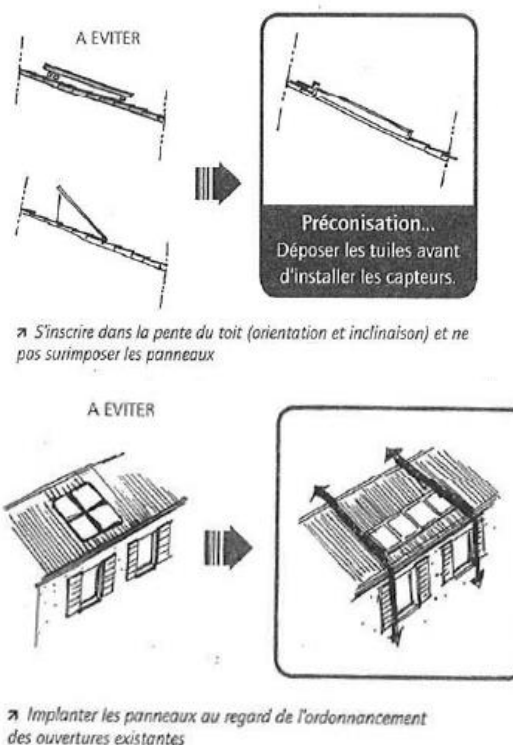 A EVITER
Préconisation...
Déposer les tuiles avant
d'installer les capteurs.
S'inscrire dans la pente du toit (orientation et inclinaison) et ne
pas surimposer les panneaux
A EVITER
Implanter les panneaux au regard de l'ordonnancement
des ouvertures existantes